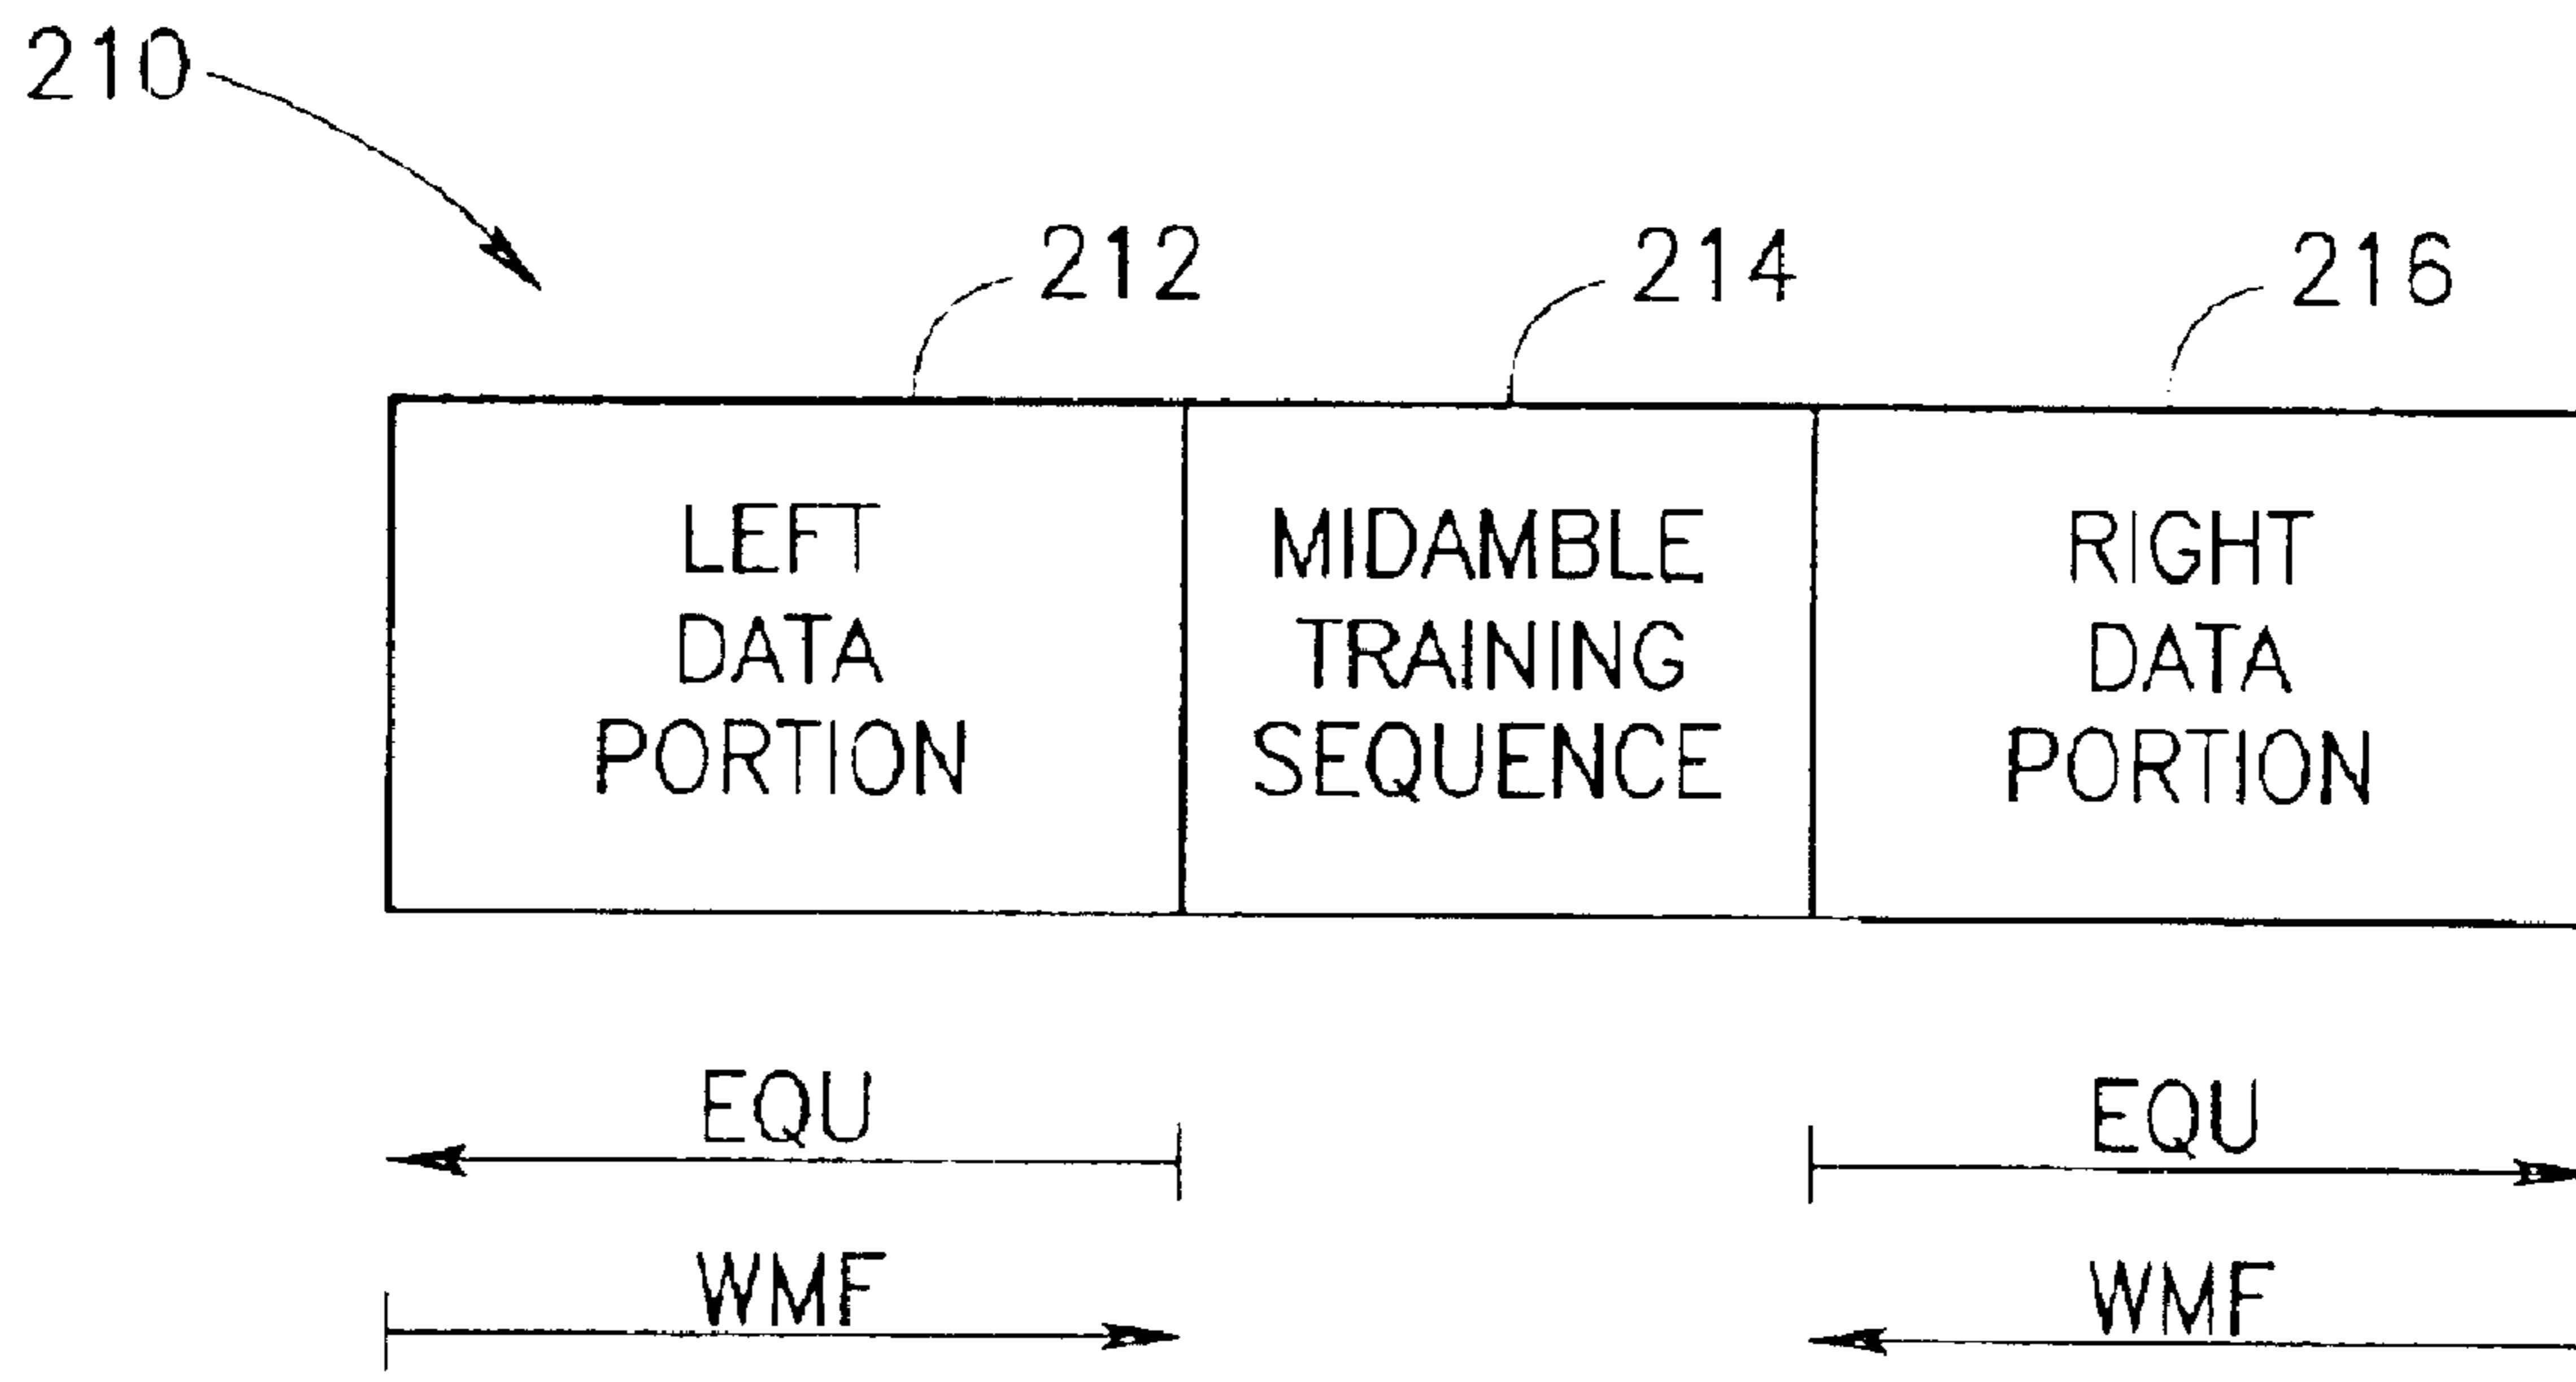 210
212
214
216
LEFT
DATA
PORTION
MIDAMBLE
TRAINING
SEQUENCE
RIGHT
DATA
PORTION
EQU
EQU
WMF
WMF